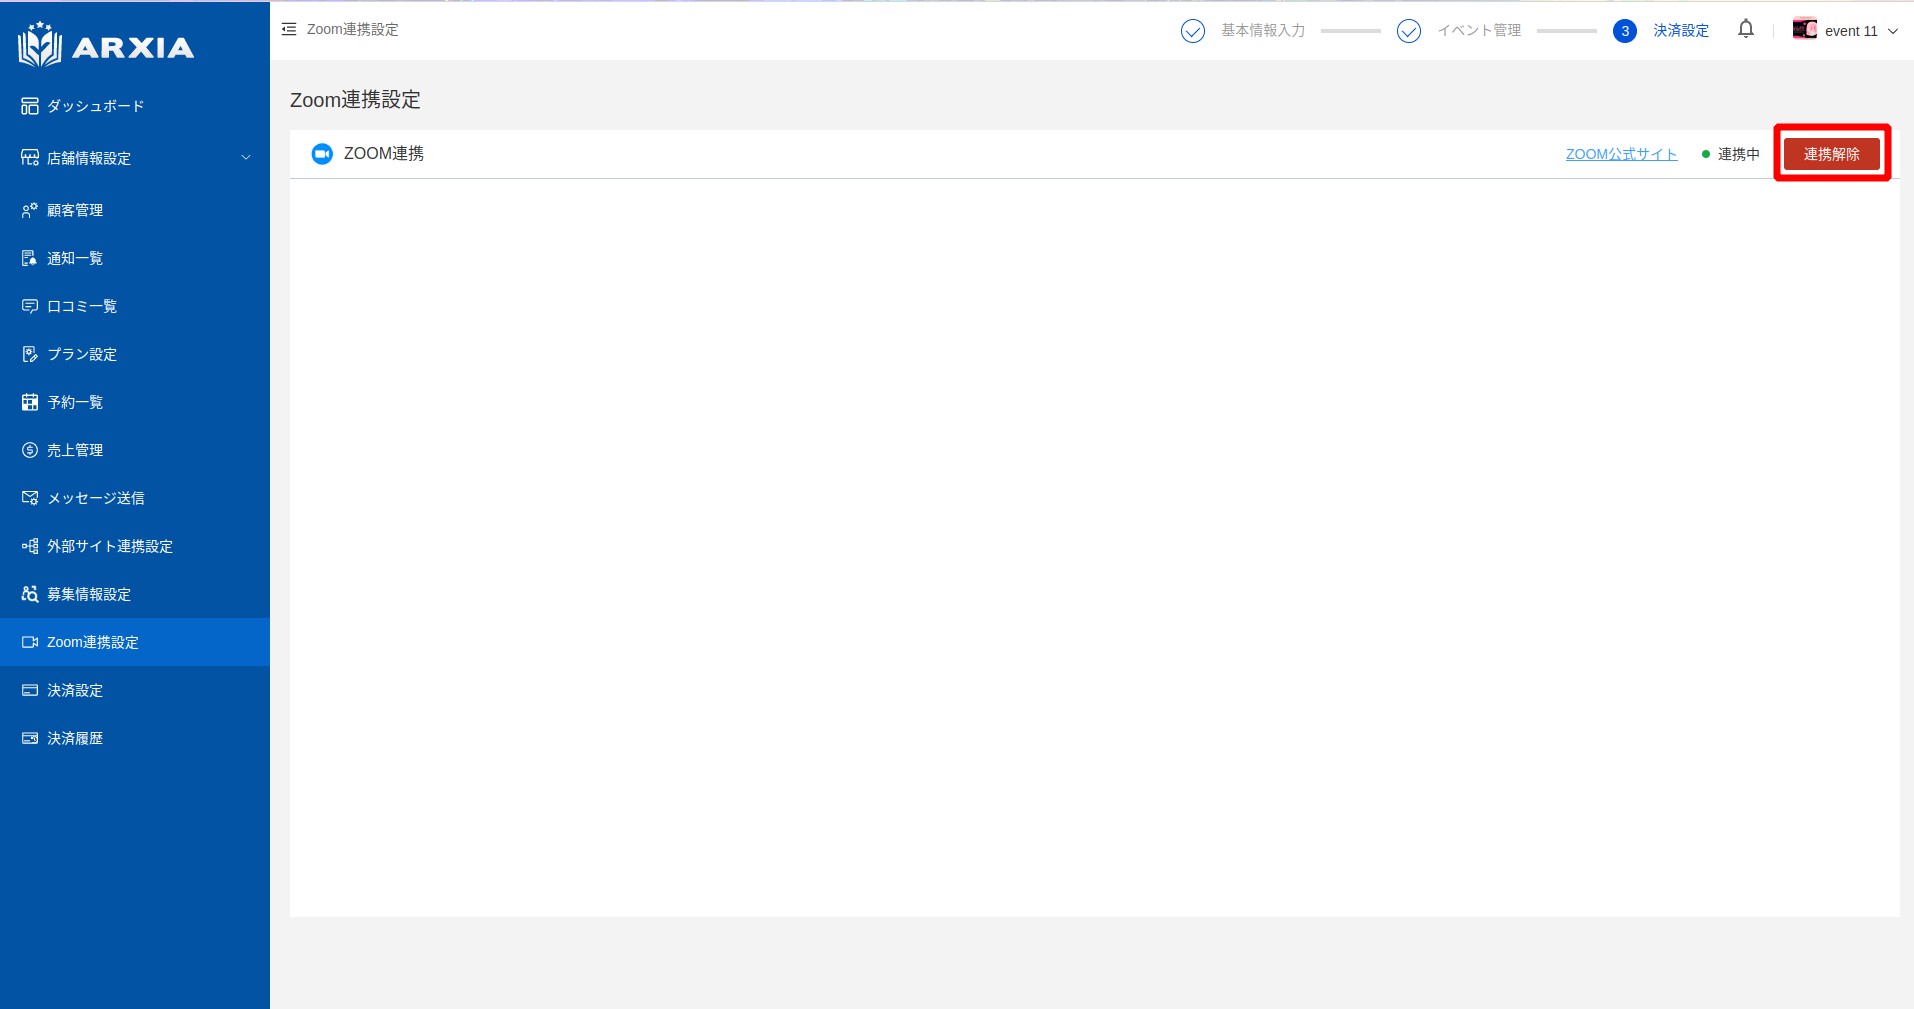 ARXIA
Zoom連携設定
基本情報入力
イベント管理
3 決済設定
event 11
ダッシュボード
店舗情報設定
顧客管理
通知一覧
口コミ一覧
プラン設定
予約一覧
売上管理
メッセージ送信
外部サイト連携設定
募集情報設定
Zoom連携設定
決済設定
決済履歴
Zoom連携設定
ZOOM連携
ZOOM公式サイト
連携中
連携解除